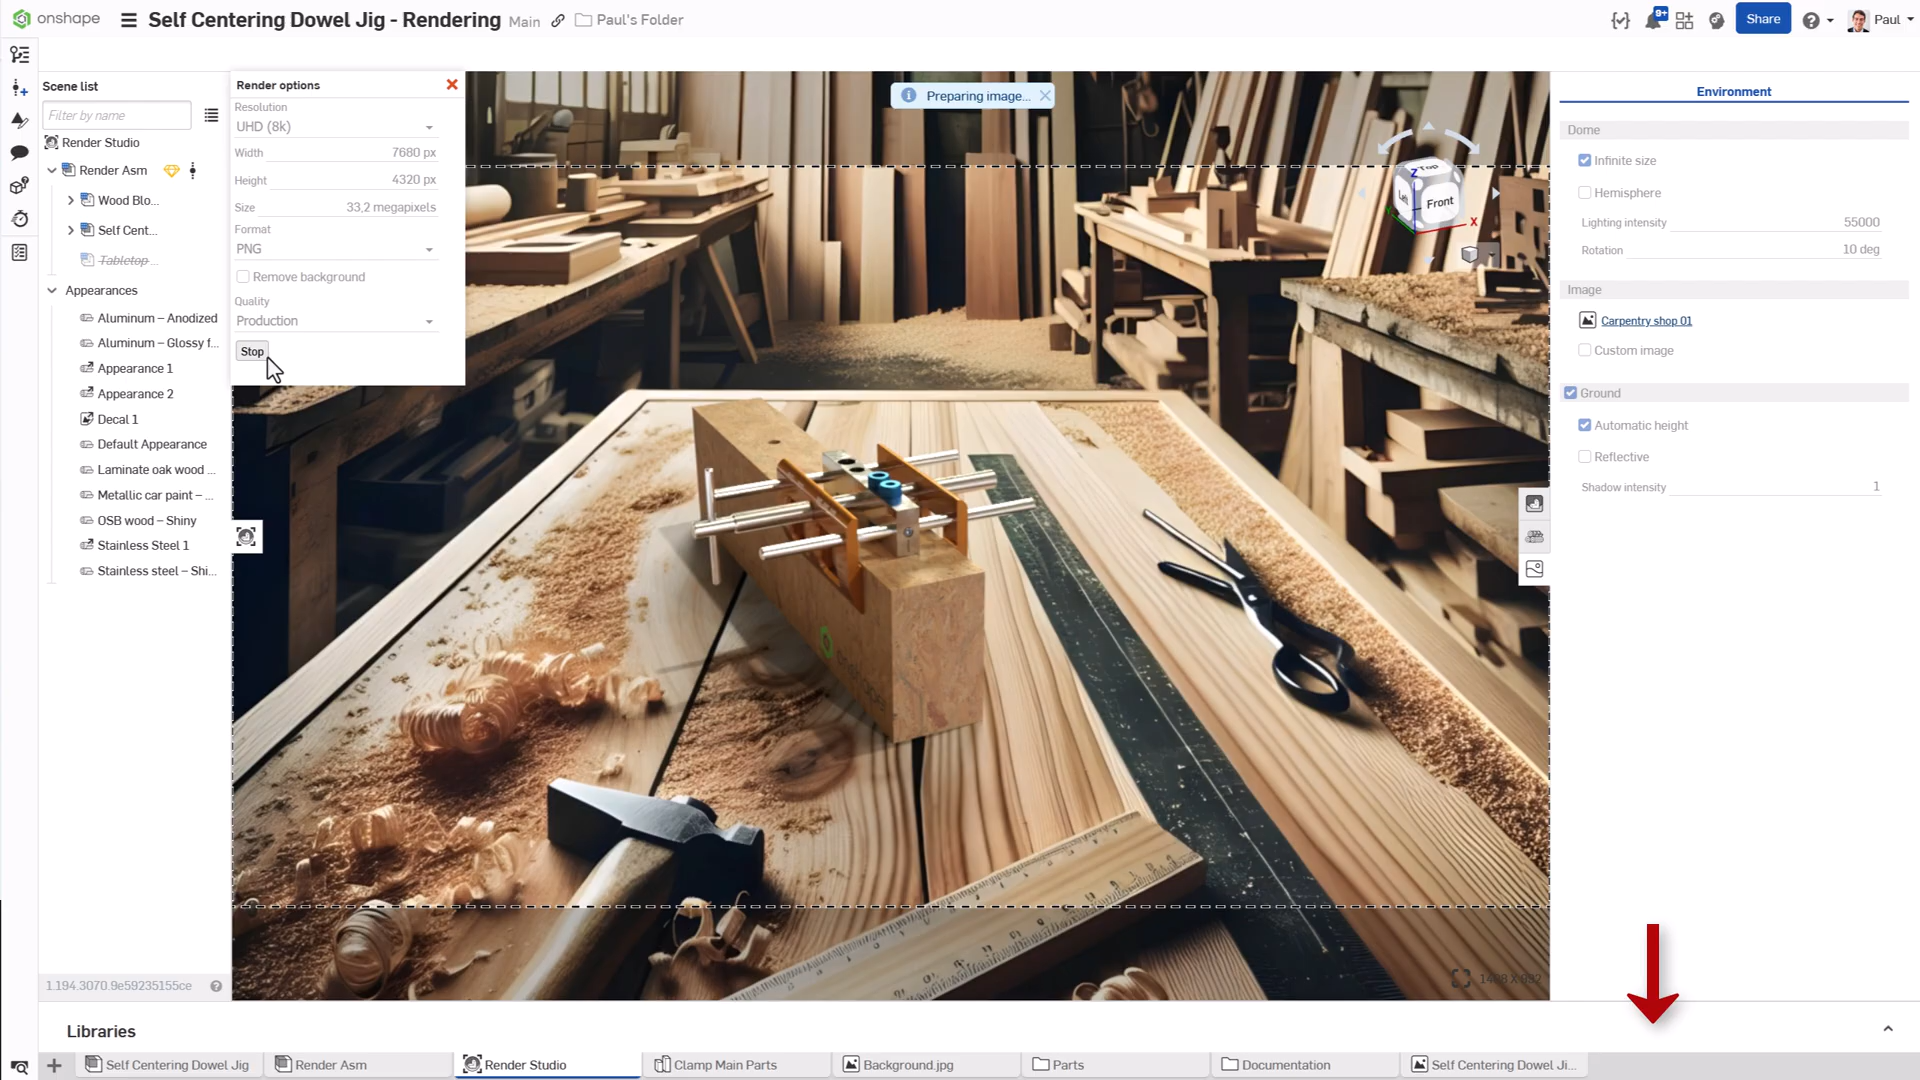 onshape
Self Centering Dowel Jig - Rendering Main Paul's Folder
9+
Share
Paul
Scene list
Filter by name
Render Studio
Render Asm
Wood Blo...
Self Cent...
Tabletop ...
Appearances
Aluminum – Anodized
Aluminum – Glossy f...
Appearance 1
Appearance 2
Decal 1
Default Appearance
Laminate oak wood ...
Metallic car paint – ...
OSB wood – Shiny
Stainless Steel 1
Stainless steel – Shi...
1.194.3070.9e59235155ce
Render options
Resolution
UHD (8k)
Width 7680 px
Height 4320 px
Size 33,2 megapixels
Format
PNG
Remove background
Quality
Production
Stop
Preparing image...
Top
Left
Front
Z
X
Y
Environment
Dome
Infinite size
Hemisphere
Lighting intensity 55000
Rotation 10 deg
Image
Carpentry shop 01
Custom image
Ground
Automatic height
Reflective
Shadow intensity 1
Libraries
Self Centering Dowel Jig
Render Asm
Render Studio
Clamp Main Parts
Background.jpg
Parts
Documentation
Self Centering Dowel Ji...